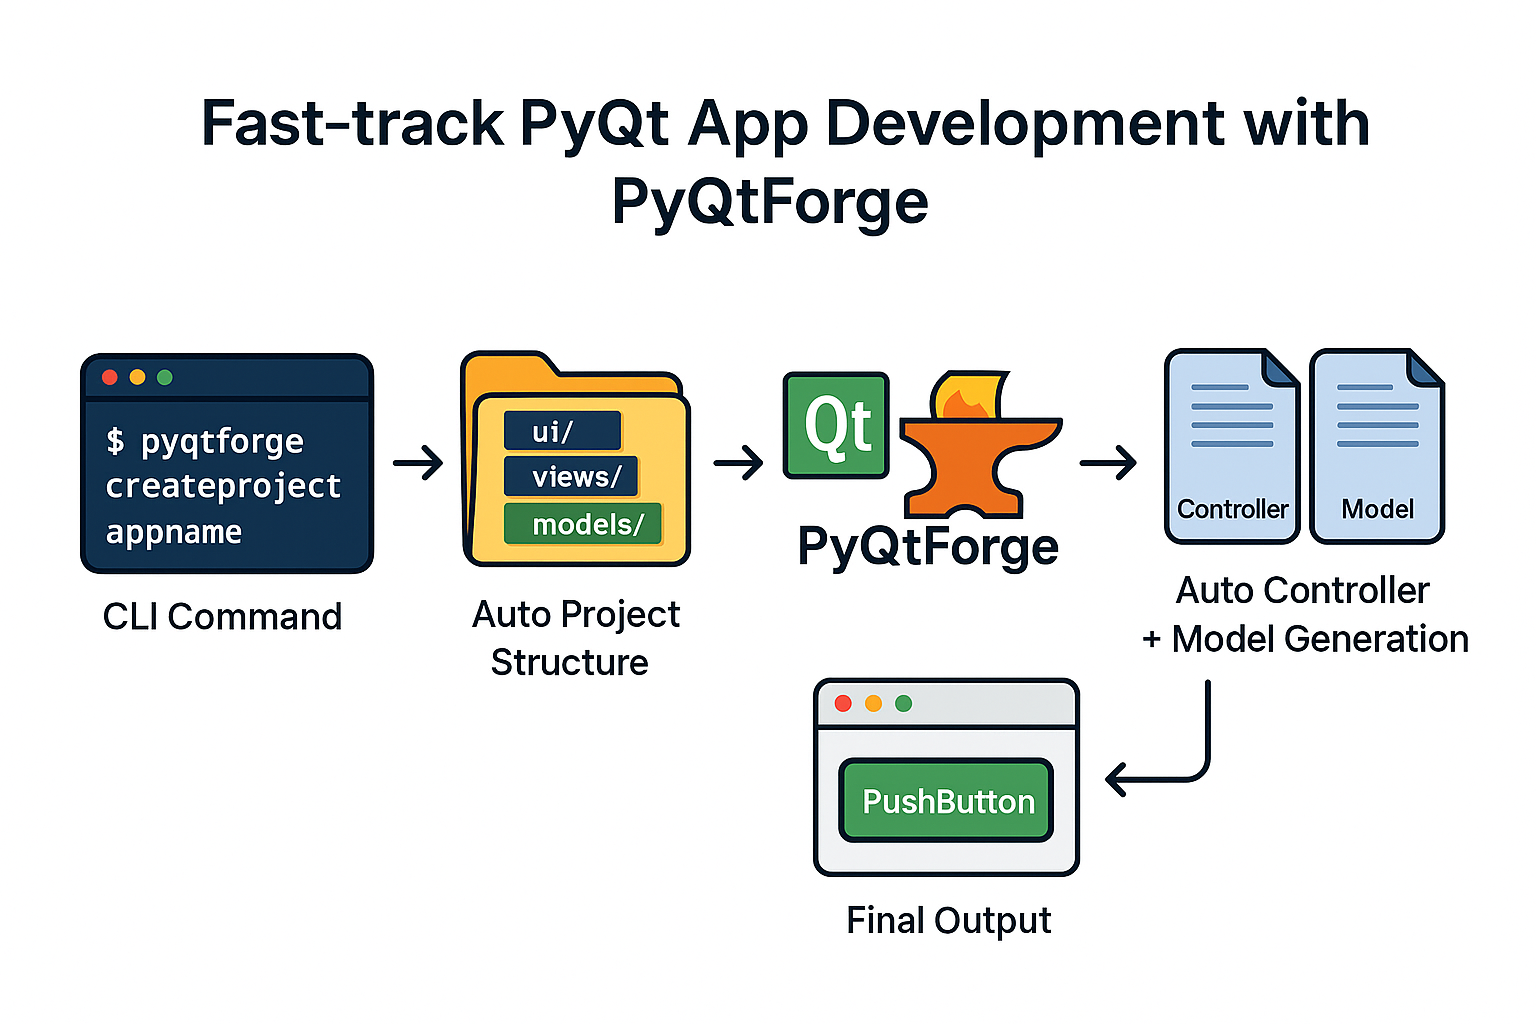 Fast-track PyQt App Development with
PyQtForge
$ pyqtforge
createproject
appname
CLI Command
ui/
views/
models/
Auto Project
Structure
Qt
PyQtForge
Controller
Model
Auto Controller
+ Model Generation
PushButton
Final Output